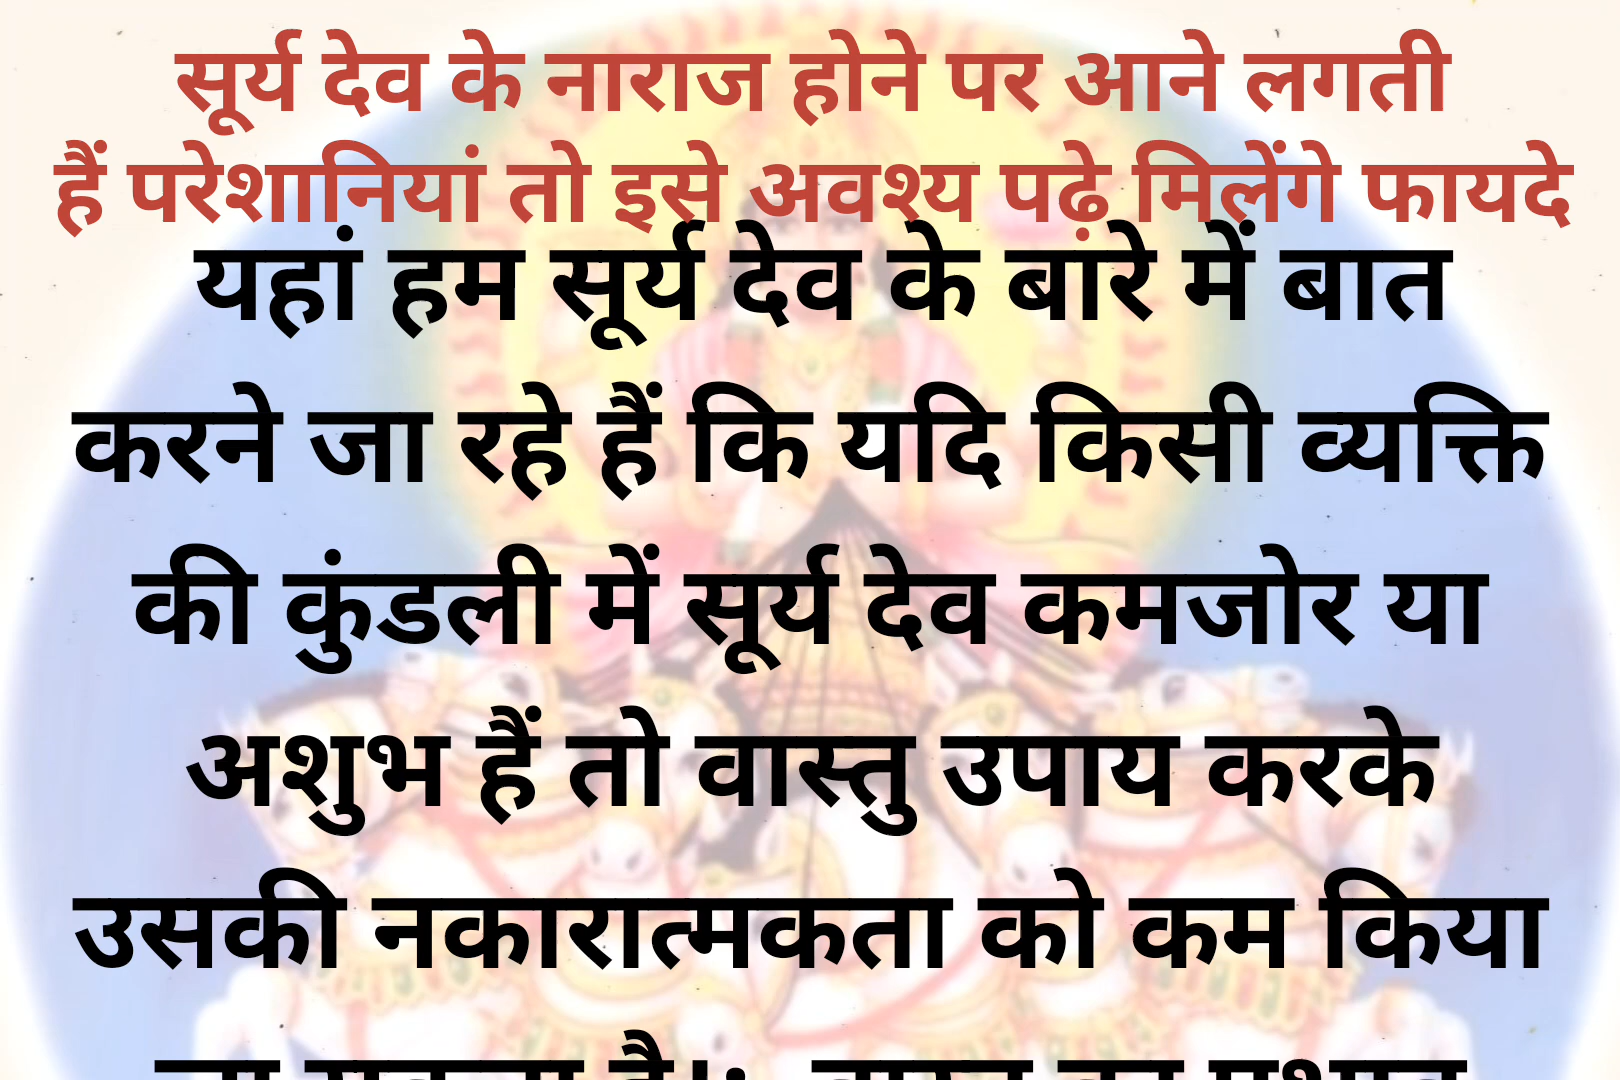 सूर्य देव के नाराज होने पर आने लगती
हैं परेशानियां तो इसे अवश्य पढ़े मिलेंगे फायदे
यहां हम सूर्य देव के बांरे में बात
करने जा रहे हैं कि यदि किसी व्यक्ति
की कुंडली में सूर्य देव कमजोर या
अशुभ हैं तो वास्तु उपाय करके
उसकी नकारात्मकता को कम किया